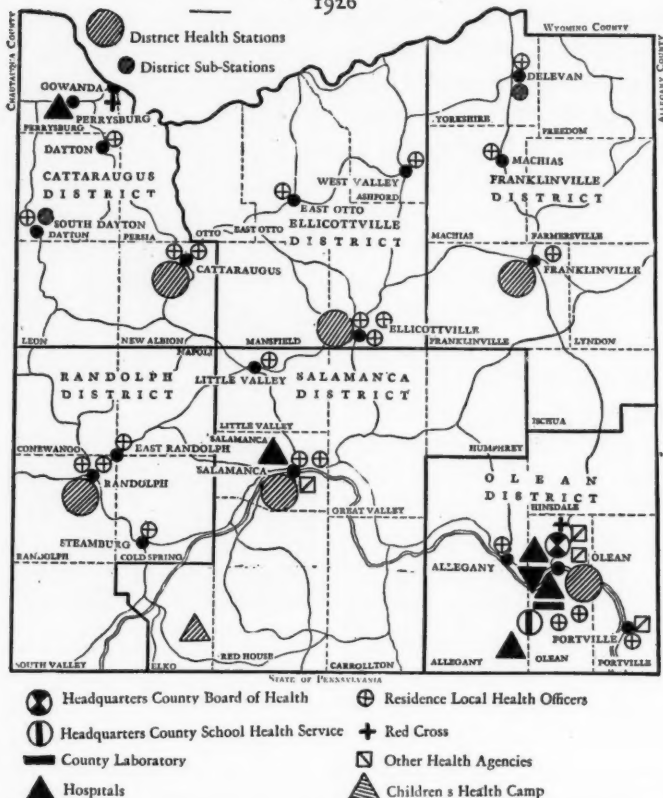 1926
WYOMING COUNTY
CHAUTAUQUA COUNTY
ALLEGANY COUNTY
District Health Stations
District Sub-Stations
GOWANDA
PERRYSBURG
PERRYSBURG
DAYTON
CATTARAUGUS
DISTRICT
SOUTH DAYTON
DAYTON
PERSIA
OTTO
CATTARAUGUS
LEON
NEW ALBION
DELEVAN
YORKSHIRE
FREEDOM
WEST VALLEY
ASHFORD
EAST OTTO
EAST OTTO
ELLICOTTVILLE
DISTRICT
MACHIAS
FRANKLINVILLE
DISTRICT
MACHIAS
FARMERSVILLE
FRANKLINVILLE
ELLICOTTVILLE
MANSFIELD
FRANKLINVILLE
LYNDON
NAPOLI
RANDOLPH
DISTRICT
LITTLE VALLEY
SALAMANCA
DISTRICT
LITTLE VALLEY
ISCHUA
CONEWANGO
EAST RANDOLPH
SALAMANCA
HUMPHREY
RANDOLPH
SALAMANCA
OLEAN
DISTRICT
HINSDALE
STEAMBURG
GREAT VALLEY
RANDOLPH
COLD SPRING
ALLEGANY
OLEAN
PORTVILLE
SOUTH VALLEY
ELKO
RED HOUSE
CARROLLTON
ALLEGANY
OLEAN
PORTVILLE
STATE OF PENNSYLVANIA
Headquarters County Board of Health
Residence Local Health Officers
Headquarters County School Health Service
Red Cross
County Laboratory
Other Health Agencies
Hospitals
Children s Health Camp